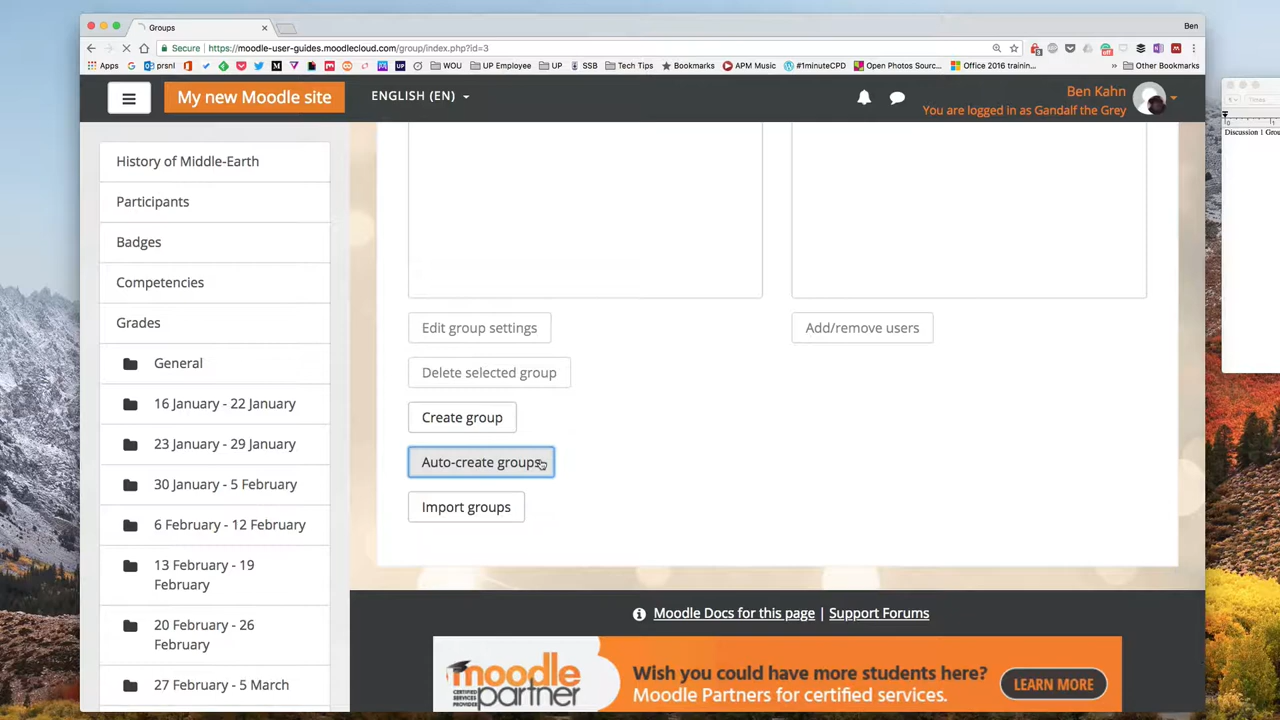 Groups
Ben
Secure https://moodle-user-guides.moodlecloud.com/group/index.php?id=3
Apps prsnl WOU UP Employee UP SSB Tech Tips Bookmarks APM Music #1minuteCPD Open Photos Sourc... Office 2016 trainin... » Other Bookmarks
My new Moodle site
ENGLISH (EN)
Ben Kahn
You are logged in as Gandalf the Grey
Discussion | Grou
History of Middle-Earth
Participants
Badges
Competencies
Grades
General
16 January - 22 January
23 January - 29 January
30 January - 5 February
6 February - 12 February
13 February - 19
February
20 February - 26
February
27 February - 5 March
Edit group settings
Add/remove users
Delete selected group
Create group
Auto-create groups
Import groups
Moodle Docs for this page | Support Forums
moodle
partner
CERTIFIED
SERVICES
PROVIDER
Wish you could have more students here?
Moodle Partners for certified services.
LEARN MORE